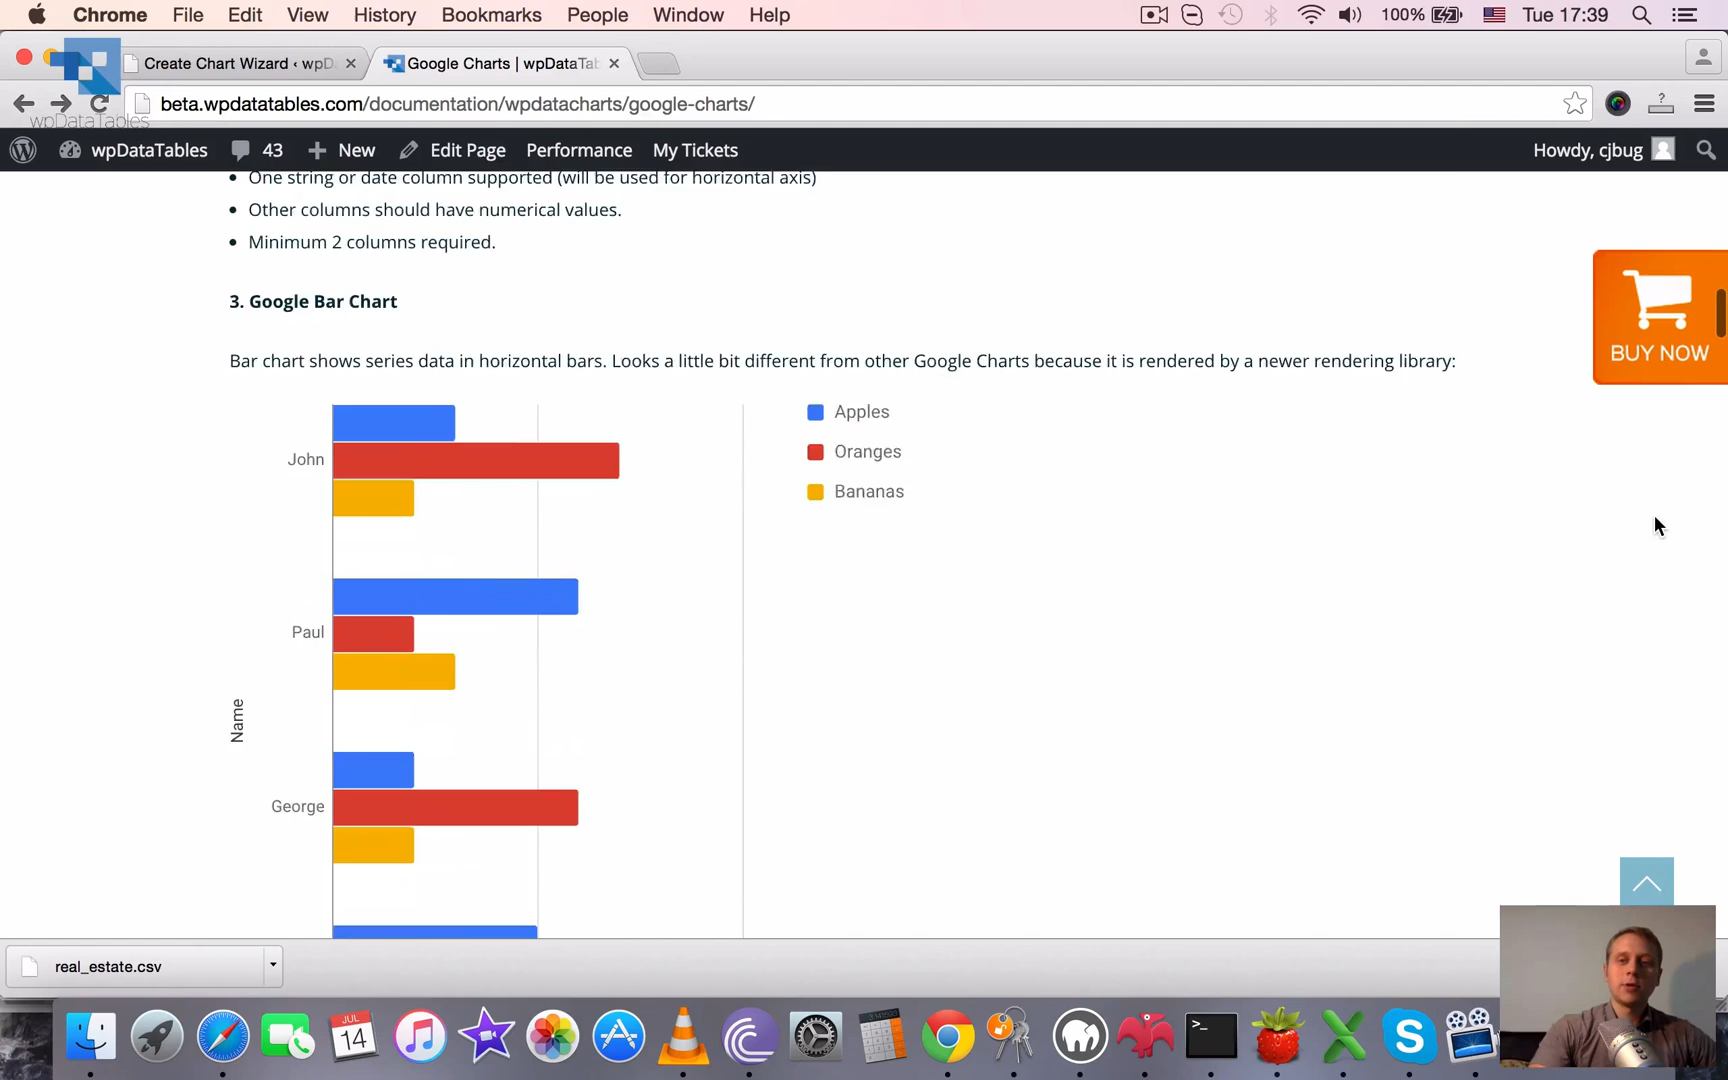 Chrome File Edit View History Bookmarks People Window Help 100% Tue 17:39
Create Chart Wizard ‹ wpD
Google Charts | wpDataTab
beta.wpdatatables.com/documentation/wpdatacharts/google-charts/
wpDataTables
wpDataTables 43 New Edit Page Performance My Tickets Howdy, cjbug
One string or date column supported (will be used for horizontal axis)
Other columns should have numerical values.
Minimum 2 columns required.
BUY NOW
3. Google Bar Chart
Bar chart shows series data in horizontal bars. Looks a little bit different from other Google Charts because it is rendered by a newer rendering library:
Apples
Oranges
Bananas
John
Paul
Name
George
real_estate.csv
JUL
14
>_